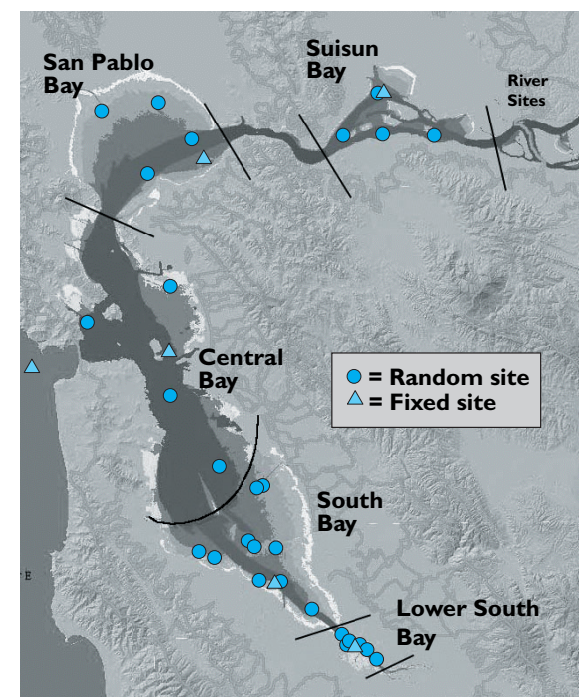 San Pablo
Bay
Suisun
Bay
River
Sites
Central
Bay
= Random site
= Fixed site
South
Bay
E
Lower South
Bay